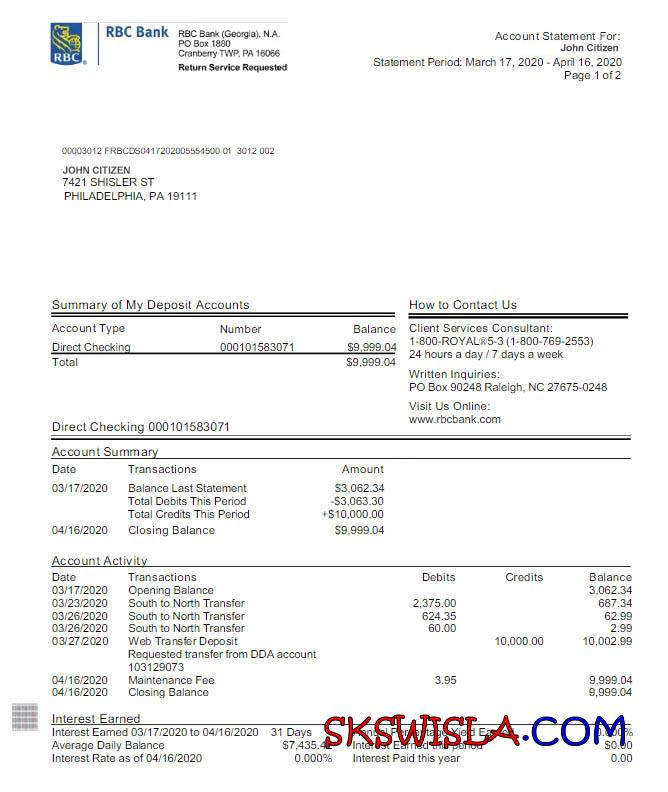 RBC Bank
RBC
RBC Bank (Georgia), N.A.
PO Box 1880
Cranberry TWP, PA 16066
Return Service Requested
Account Statement For:
John Citizen
Statement Period: March 17, 2020 - April 16, 2020
Page 1 of 2
00003012 FRBCDS0417202005554500 01 3012 002
JOHN CITIZEN
7421 SHISLER ST
PHILADELPHIA, PA 19111
Summary of My Deposit Accounts
Account Type Number Balance
Direct Checking 000101583071 $9,999.04
Total $9,999.04
How to Contact Us
Client Services Consultant:
1-800-ROYAL®5-3 (1-800-769-2553)
24 hours a day / 7 days a week
Written Inquiries:
PO Box 90248 Raleigh, NC 27675-0248
Visit Us Online:
www.rbcbank.com
Direct Checking 000101583071
Account Summary
Date Transactions Amount
03/17/2020 Balance Last Statement $3,062.34
Total Debits This Period -$3,063.30
Total Credits This Period +$10,000.00
04/16/2020 Closing Balance $9,999.04
Account Activity
Date Transactions Debits Credits Balance
03/17/2020 Opening Balance 3,062.34
03/23/2020 South to North Transfer 2,375.00 687.34
03/26/2020 South to North Transfer 624.35 62.99
03/26/2020 South to North Transfer 60.00 2.99
03/27/2020 Web Transfer Deposit 10,000.00 10,002.99
Requested transfer from DDA account
103129073
04/16/2020 Maintenance Fee 3.95 9,999.04
04/16/2020 Closing Balance 9,999.04
Interest Earned
Interest Earned 03/17/2020 to 04/16/2020 31 Days Annual Percentage Yield
Average Daily Balance Interest Earned this period $0.00
Interest Rate as of 04/16/2020 0.000% Interest Paid this year 0.00
SKSWISLA.COM